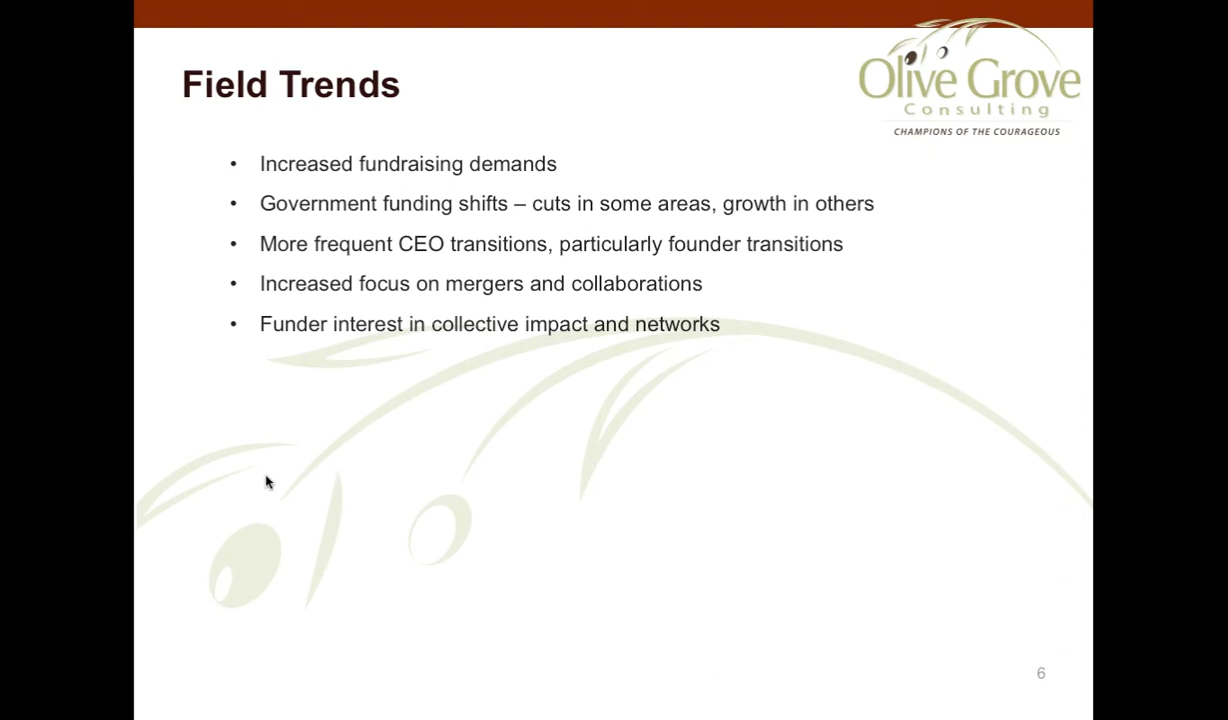 Olive Grove
Consulting
CHAMPIONS OF THE COURAGEOUS
Field Trends
• Increased fundraising demands
• Government funding shifts – cuts in some areas, growth in others
• More frequent CEO transitions, particularly founder transitions
• Increased focus on mergers and collaborations
• Funder interest in collective impact and networks
6